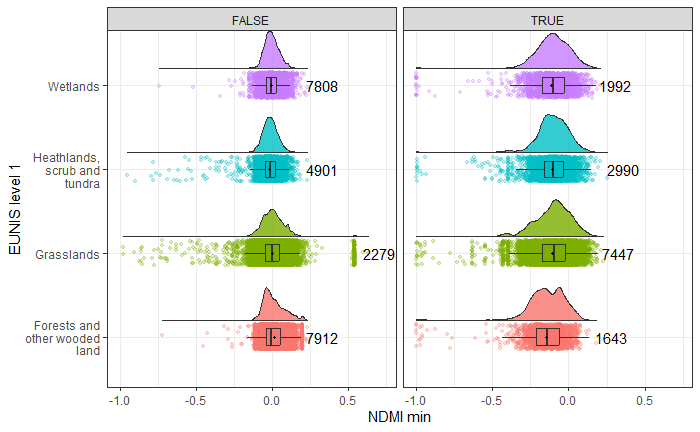 FALSE
TRUE
EUNIS level 1
Wetlands
7808
1992
Heathlands,
scrub and
tundra
4901
2990
Grasslands
2279
7447
Forests and
other wooded
land
7912
1643
-1.0
-0.5
0.0
0.5
-1.0
-0.5
0.0
0.5
NDMI min